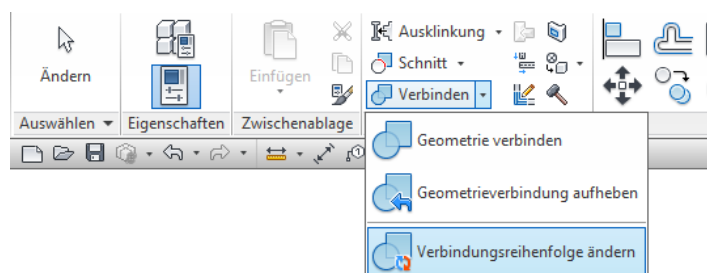 Ausklinkung
Ändern
Einfügen
Schnitt
Verbinden
Auswählen
Eigenschaften
Zwischenablage
Geometrie verbinden
Geometrieverbindung aufheben
Verbindungsreihenfolge ändern